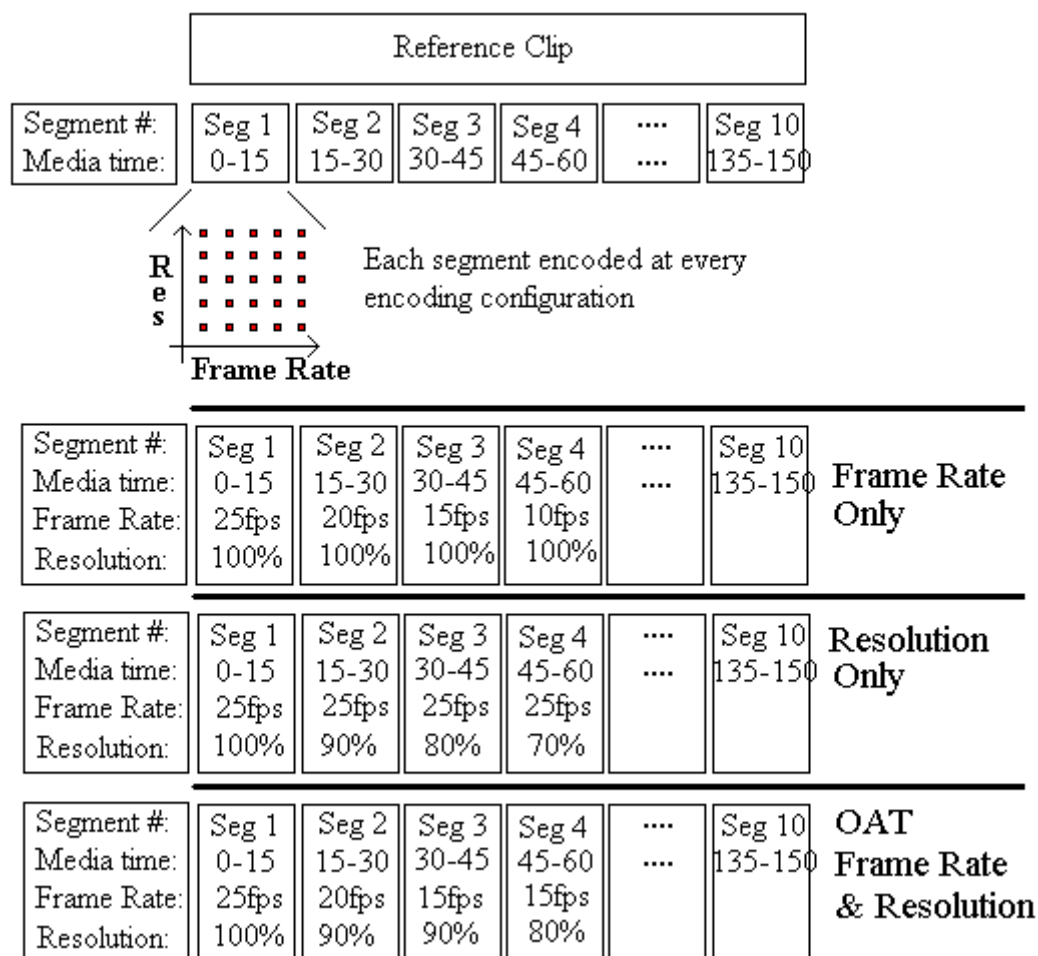 Reference Clip
Segment #: Seg 1 Seg 2 Seg 3 Seg 4 .... Seg 10
Media time: 0-15 15-30 30-45 45-60 .... 135-150
Res
Each segment encoded at every
encoding configuration
Frame Rate
Segment #: Seg 1 Seg 2 Seg 3 Seg 4 .... Seg 10
Media time: 0-15 15-30 30-45 45-60 .... 135-150
Frame Rate: 25fps 20fps 15fps 10fps
Resolution: 100% 100% 100% 100%
Frame Rate
Only
Segment #: Seg 1 Seg 2 Seg 3 Seg 4 .... Seg 10
Media time: 0-15 15-30 30-45 45-60 .... 135-150
Frame Rate: 25fps 25fps 25fps 25fps
Resolution: 100% 90% 80% 70%
Resolution
Only
Segment #: Seg 1 Seg 2 Seg 3 Seg 4 .... Seg 10
Media time: 0-15 15-30 30-45 45-60 .... 135-150
Frame Rate: 25fps 20fps 15fps 15fps
Resolution: 100% 90% 90% 80%
OAT
Frame Rate
& Resolution